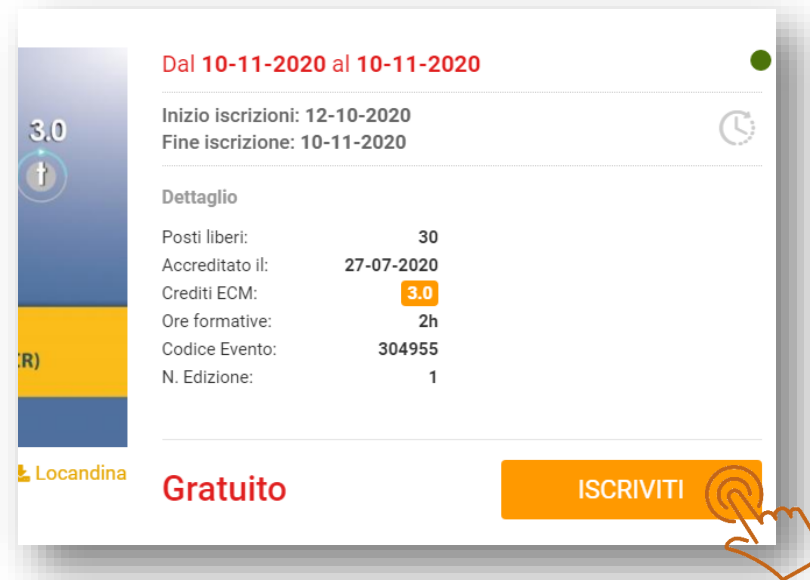 3.0
t
R)
Locandina
Dal 10-11-2020 al 10-11-2020
Inizio iscrizioni: 12-10-2020
Fine iscrizione: 10-11-2020
Dettaglio
Posti liberi: 30
Accreditato il: 27-07-2020
Crediti ECM: 3.0
Ore formative: 2h
Codice Evento: 304955
N. Edizione: 1
Gratuito
ISCRIVITI